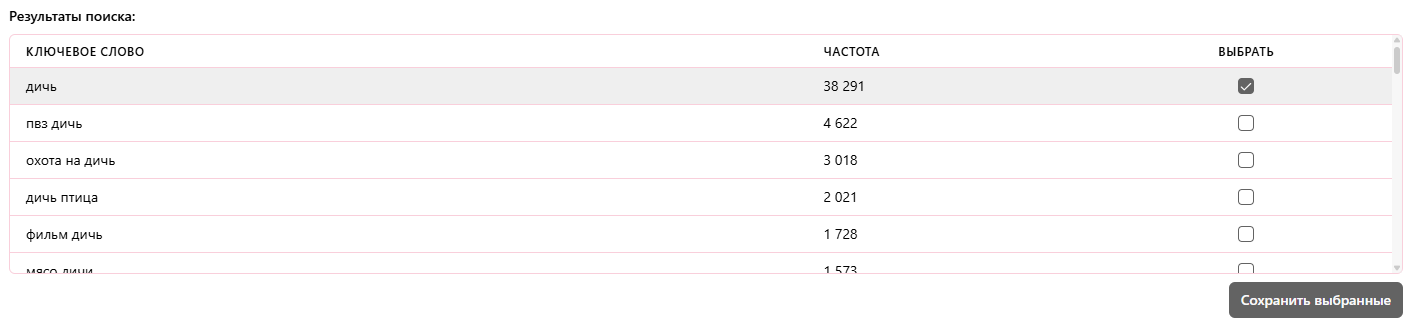 Результаты поиска:
КЛЮЧЕВОЕ СЛОВО ЧАСТОТА ВЫБРАТЬ
дичь 38 291
пвз дичь 4 622
охота на дичь 3 018
дичь птица 2 021
фильм дичь 1 728
мясо дичи 1 573
Сохранить выбранные